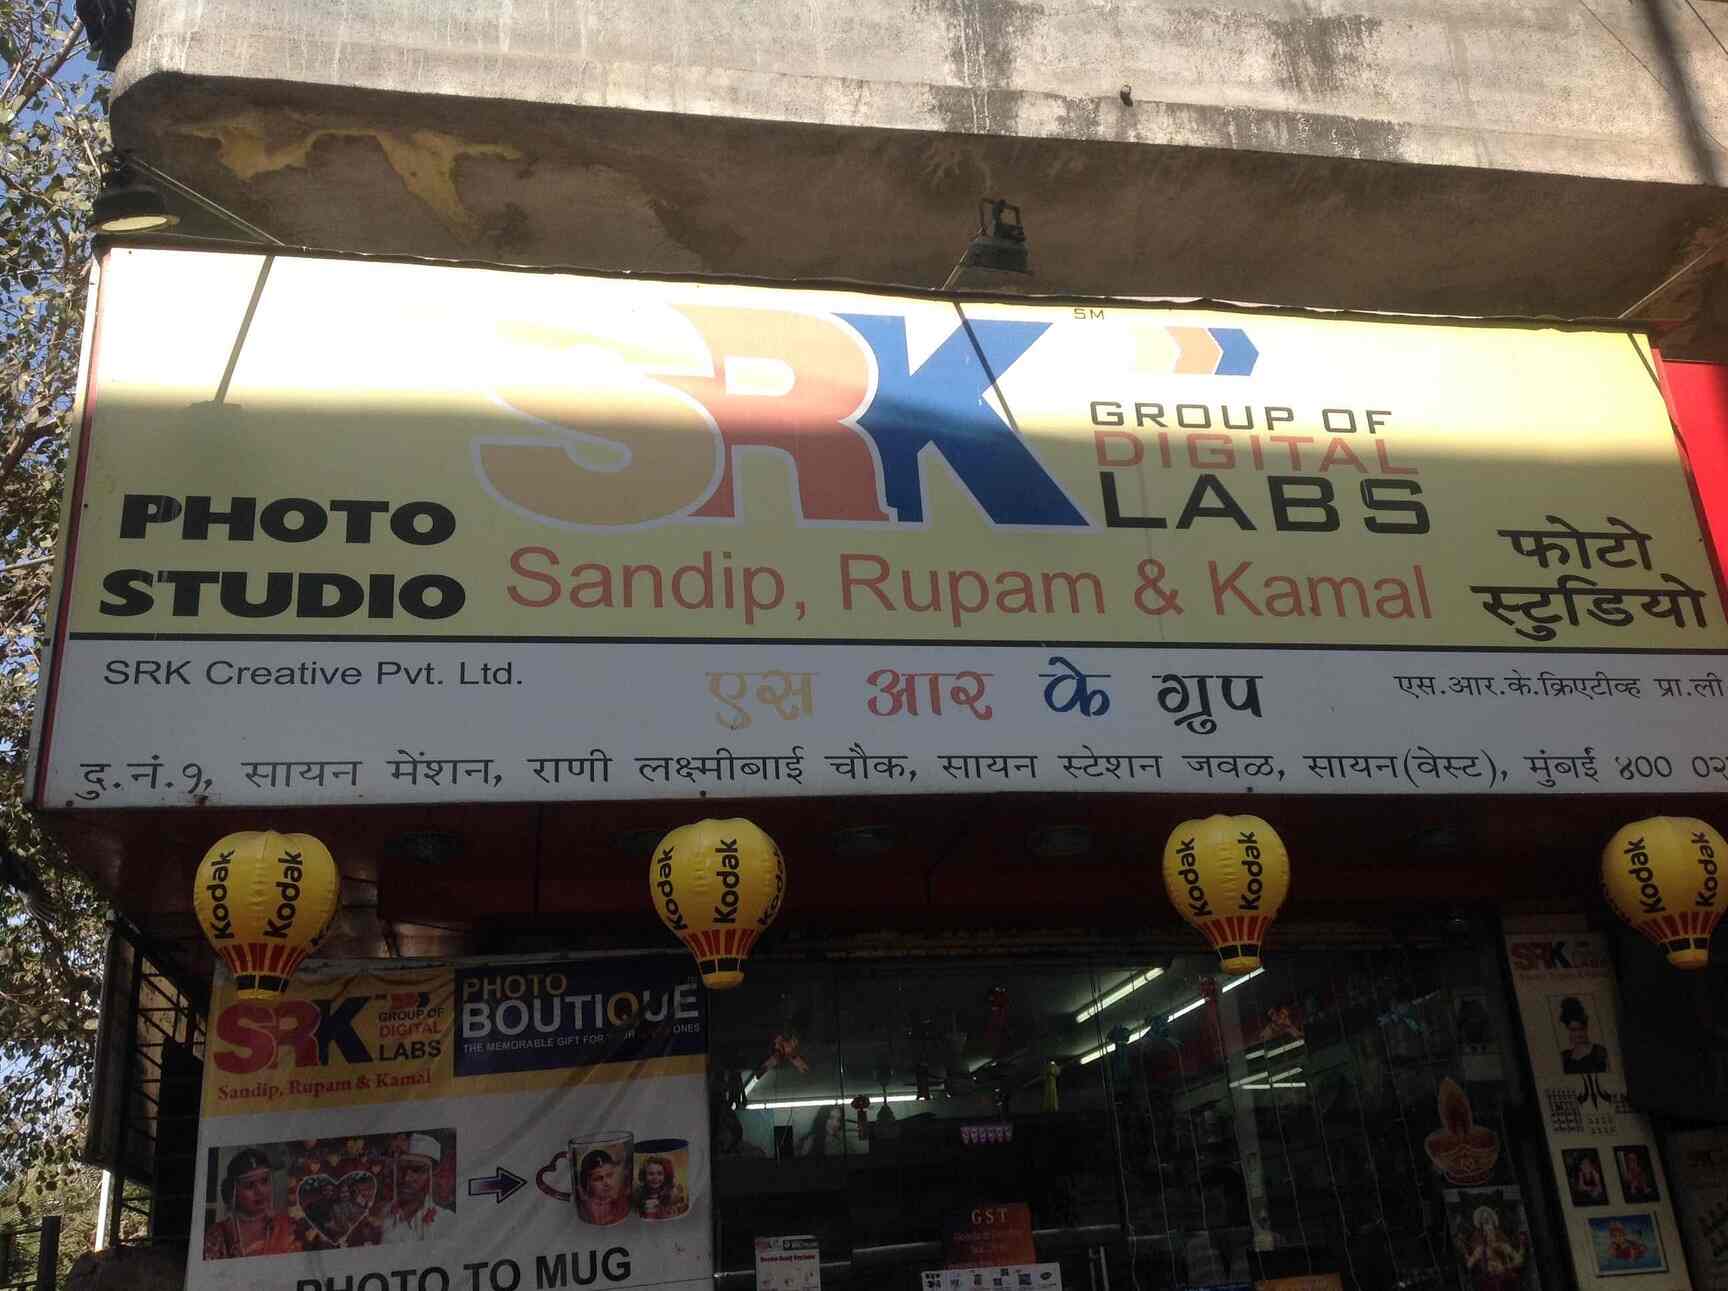 SRK SM
GROUP OF
DIGITAL
LABS
PHOTO
STUDIO
Sandip, Rupam & Kamal
फोटो
स्टुडियो
SRK Creative Pvt. Ltd.
एस आर के ग्रुप
एस.आर.के.क्रिएटीव्ह प्रा.ली
दु.नं.१, सायन मेंशन, राणी लक्ष्मीबाई चौक, सायन स्टेशन जवळ, सायन(वेस्ट), मुंबई ४००
Kodak Kodak
Kodak Kodak Kodak
Kodak Kodak
Kodak Kodak
SRK
GROUP OF
DIGITAL
LABS
Sandip, Rupam & Kamal
PHOTO
BOUTIQUE
THE MEMORABLE GIFT FOR
PHOTO TO MUG
SRK
GST